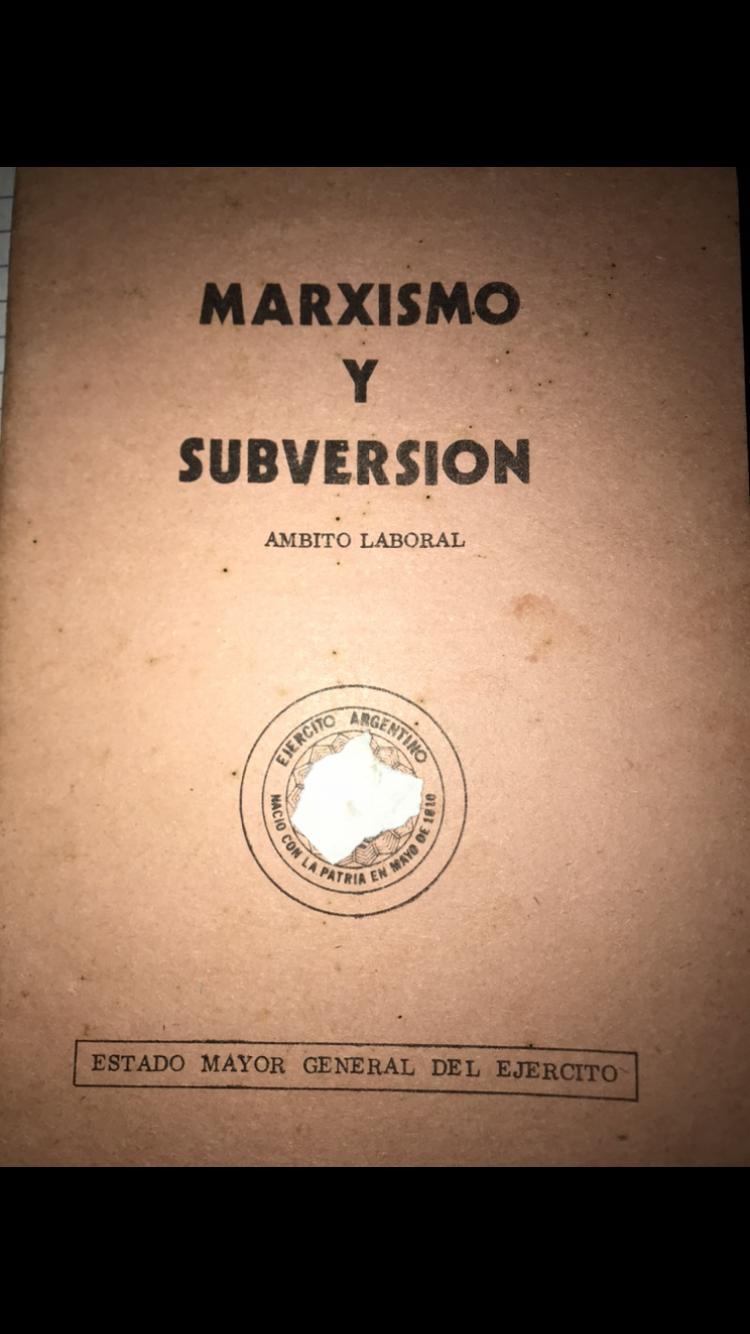 MARXISMO
Y
SUBVERSION
AMBITO LABORAL
EJERCITO ARGENTINO
NACIO CON LA PATRIA EN MAYO DE 1810
ESTADO MAYOR GENERAL DEL EJERCITO